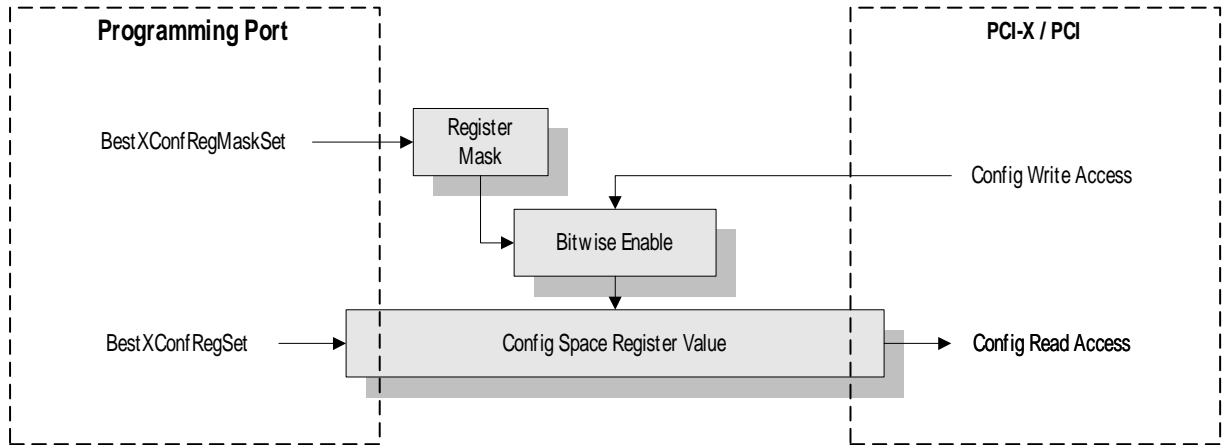 Programming Port
PCI-X / PCI
BestXConfRegMaskSet
Register
Mask
Config Write Access
Bitwise Enable
BestXConfRegSet
Config Space Register Value
Config Read Access